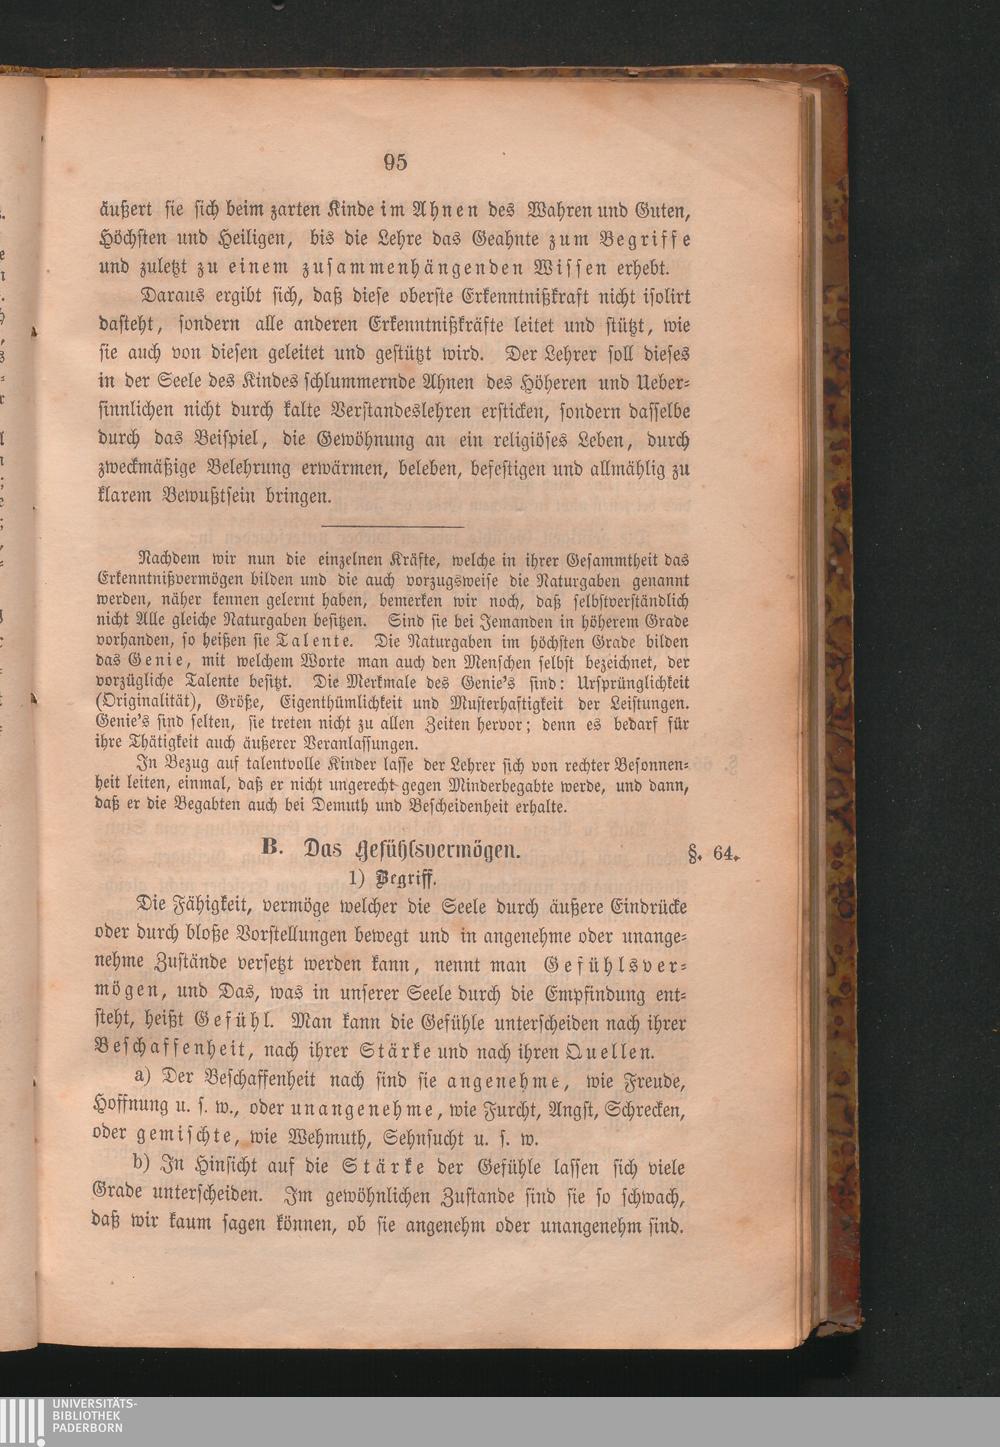 95
äußert sie sich beim zarten Kinde im Ahnen des Wahren und Guten,
Höchsten und Heiligen, bis die Lehre das Geahnte zum Begriffe
und zuletzt zu einem zusammenhängenden Wissen erhebt.
Daraus ergibt sich, daß diese oberste Erkenntnißkraft nicht isolirt
dasteht, sondern alle anderen Erkenntnißkräfte leitet und stützt, wie
sie auch von diesen geleitet und gestützt wird. Der Lehrer soll dieses
in der Seele des Kindes schlummernde Ahnen des Höheren und Ueber-
sinnlichen nicht durch kalte Verstandeslehren ersticken, sondern dasselbe
durch das Beispiel, die Gewöhnung an ein religiöses Leben, durch
zweckmäßige Belehrung erwärmen, beleben, befestigen und allmählig zu
klarem Bewußtsein bringen.
Nachdem wir nun die einzelnen Kräfte, welche in ihrer Gesammtheit das
Erkenntnißvermögen bilden und die auch vorzugsweise die Naturgaben genannt
werden, näher kennen gelernt haben, bemerken wir noch, daß selbstverständlich
nicht Alle gleiche Naturgaben besitzen. Sind sie bei Jemanden in höherem Grade
vorhanden, so heißen sie Talente. Die Naturgaben im höchsten Grade bilden
das Genie, mit welchem Worte man auch den Menschen selbst bezeichnet, der
vorzügliche Talente besitzt. Die Merkmale des Genie's sind: Ursprünglichkeit
(Originalität), Größe, Eigenthümlichkeit und Musterhaftigkeit der Leistungen.
Genie's sind selten, sie treten nicht zu allen Zeiten hervor; denn es bedarf für
ihre Thätigkeit auch äußerer Veranlassungen.
In Bezug auf talentvolle Kinder lasse der Lehrer sich von rechter Besonnen-
heit leiten, einmal, daß er nicht ungerecht gegen Minderbegabte werde, und dann,
daß er die Begabten auch bei Demuth und Bescheidenheit erhalte.
B. Das Gefühlsvermögen. §. 64.
1) Begriff.
Die Fähigkeit, vermöge welcher die Seele durch äußere Eindrücke
oder durch bloße Vorstellungen bewegt und in angenehme oder unange-
nehme Zustände versetzt werden kann, nennt man Gefühlsver-
mögen, und Das, was in unserer Seele durch die Empfindung ent-
steht, heißt Gefühl. Man kann die Gefühle unterscheiden nach ihrer
Beschaffenheit, nach ihrer Stärke und nach ihren Quellen.
a) Der Beschaffenheit nach sind sie angenehme, wie Freude,
Hoffnung u. s. w., oder unangenehme, wie Furcht, Angst, Schrecken,
oder gemischte, wie Wehmuth, Sehnsucht u. s. w.
b) In Hinsicht auf die Stärke der Gefühle lassen sich viele
Grade unterscheiden. Im gewöhnlichen Zustande sind sie so schwach,
daß wir kaum sagen können, ob sie angenehm oder unangenehm sind.
UNIVERSITÄTS-
BIBLIOTHEK
PADERBORN